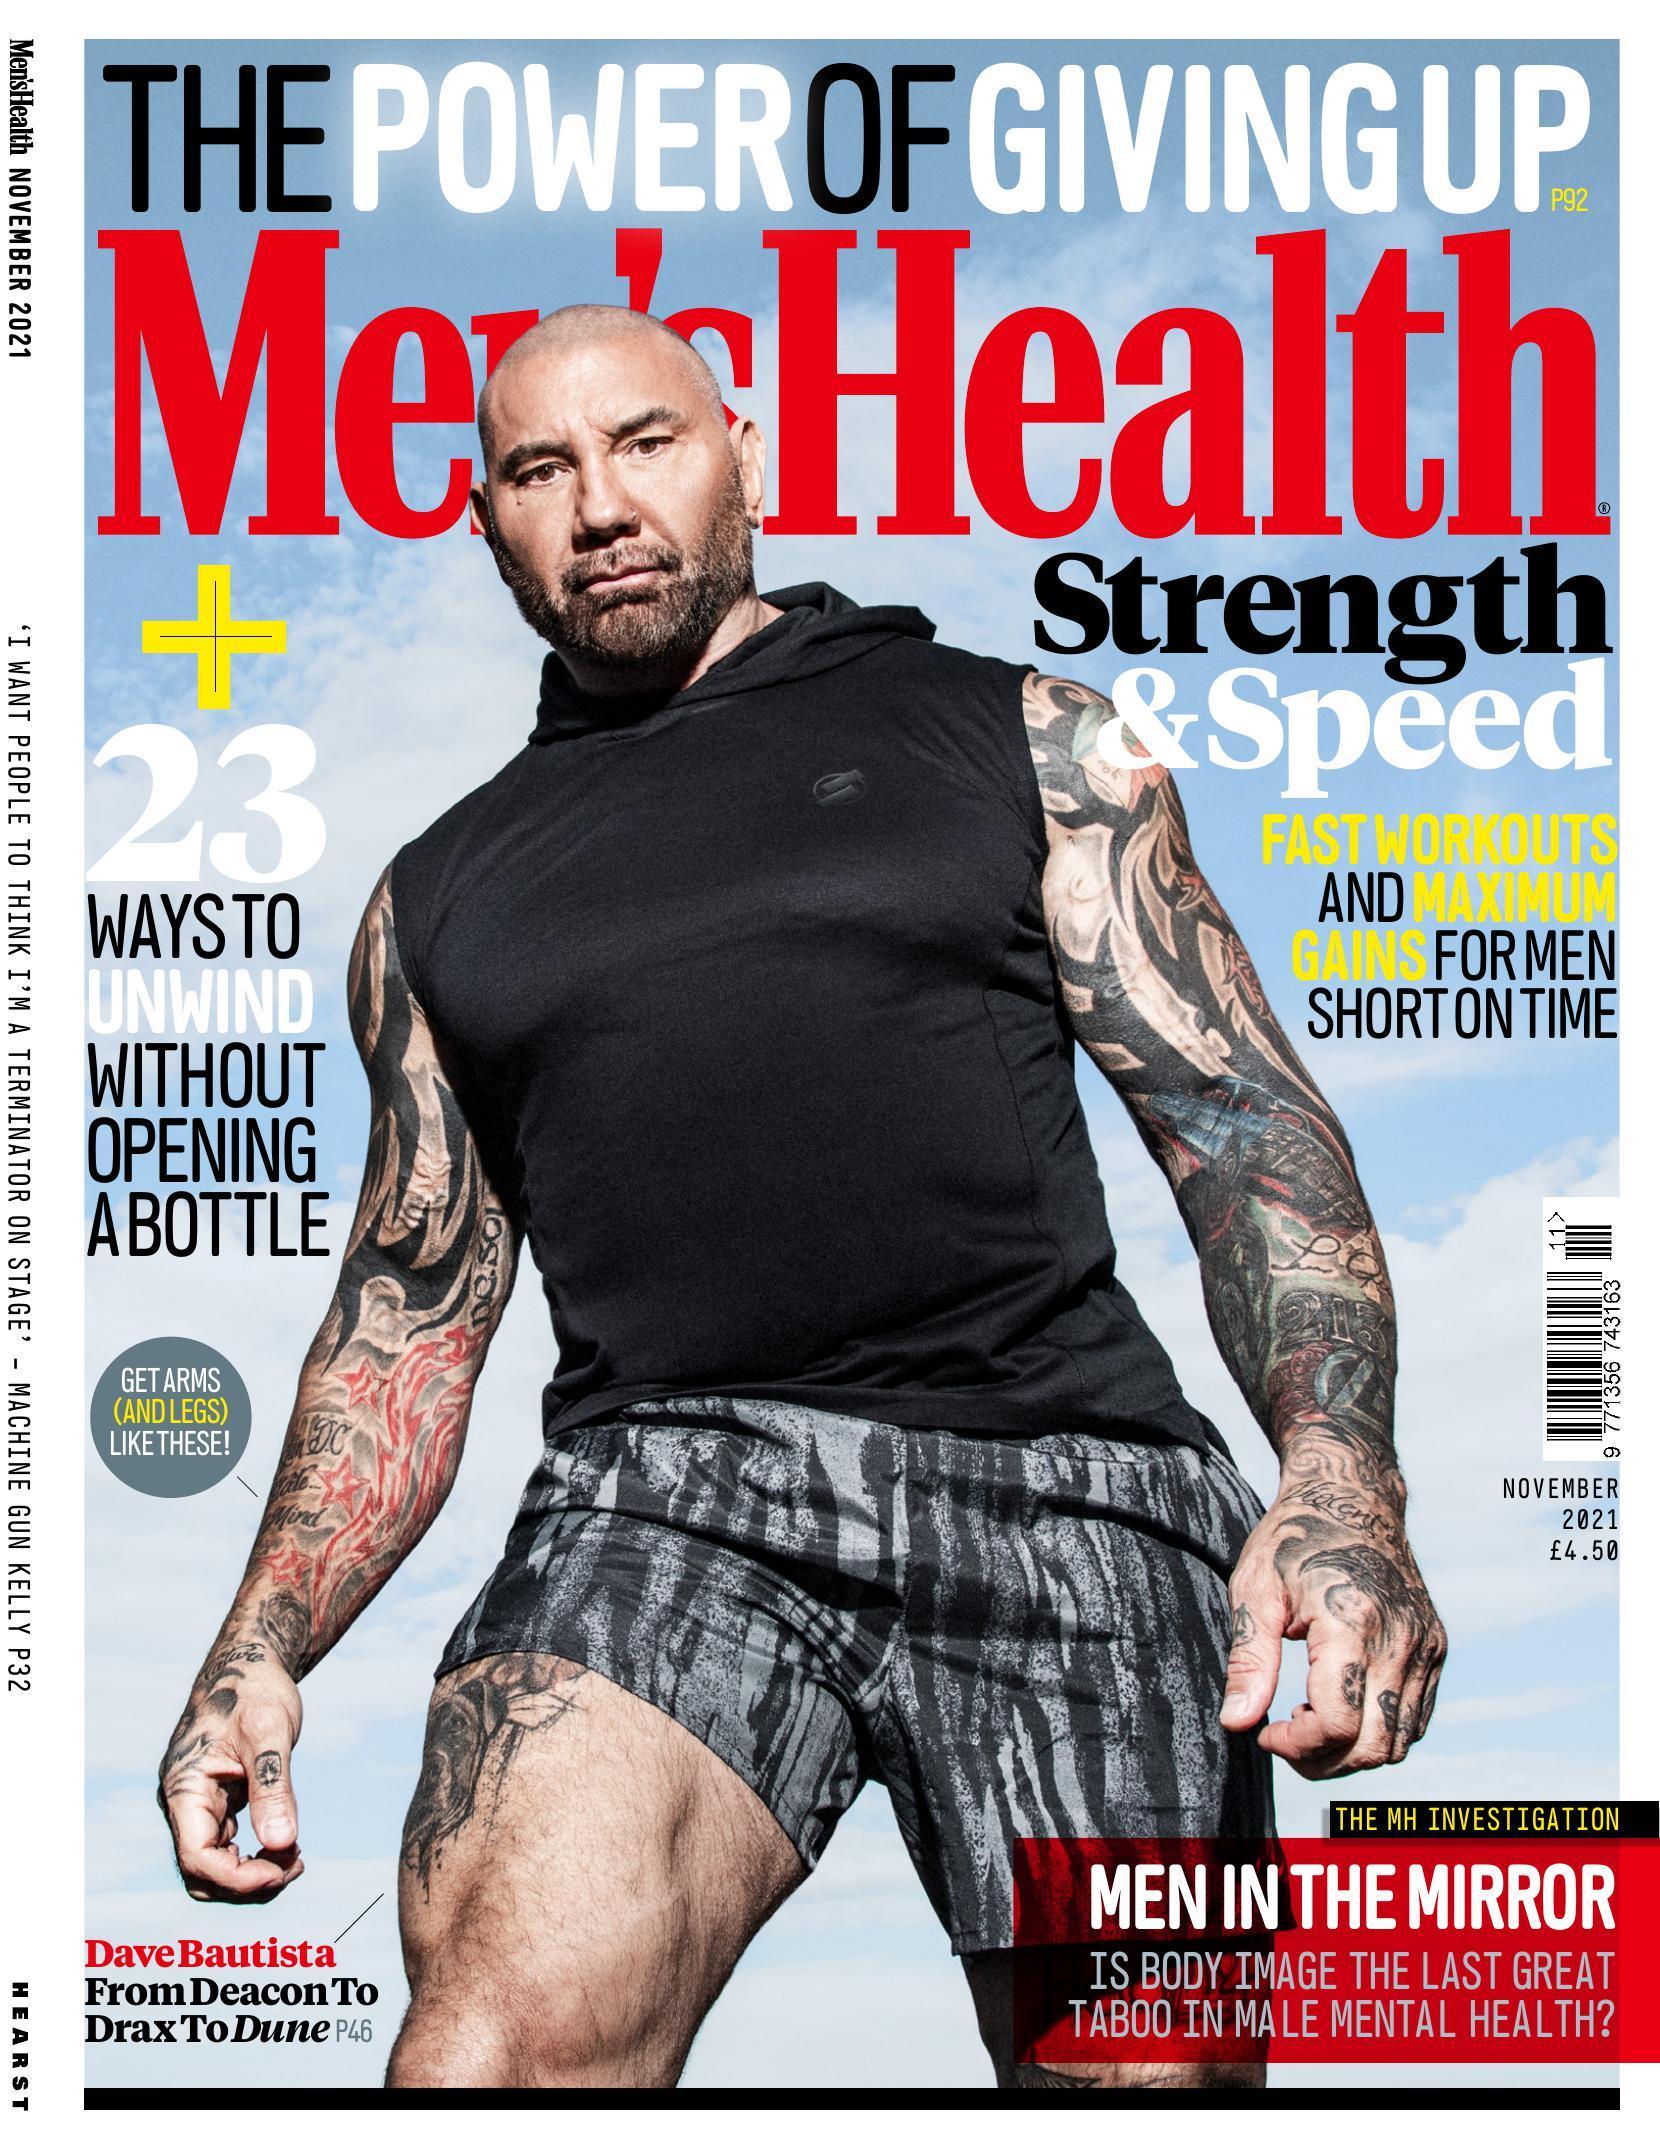 THE POWER OF GIVING UP P92
Men'sHealth®
Strength
& Speed
FAST WORKOUTS
AND MAXIMUM
GAINS FOR MEN
SHORT ON TIME
+
23
WAYS TO
UNWIND
WITHOUT
OPENING
A BOTTLE
GET ARMS
(AND LEGS)
LIKE THESE!
Dave Bautista
From Deacon To
Drax To Dune P46
11>
9 771356 743163
NOVEMBER
2021
£4.50
THE MH INVESTIGATION
MEN IN THE MIRROR
IS BODY IMAGE THE LAST GREAT
TABOO IN MALE MENTAL HEALTH?
Men'sHealth NOVEMBER 2021
‘I WANT PEOPLE TO THINK I’M A TERMINATOR ON STAGE’ – MACHINE GUN KELLY P32
HEARST
215
Mind